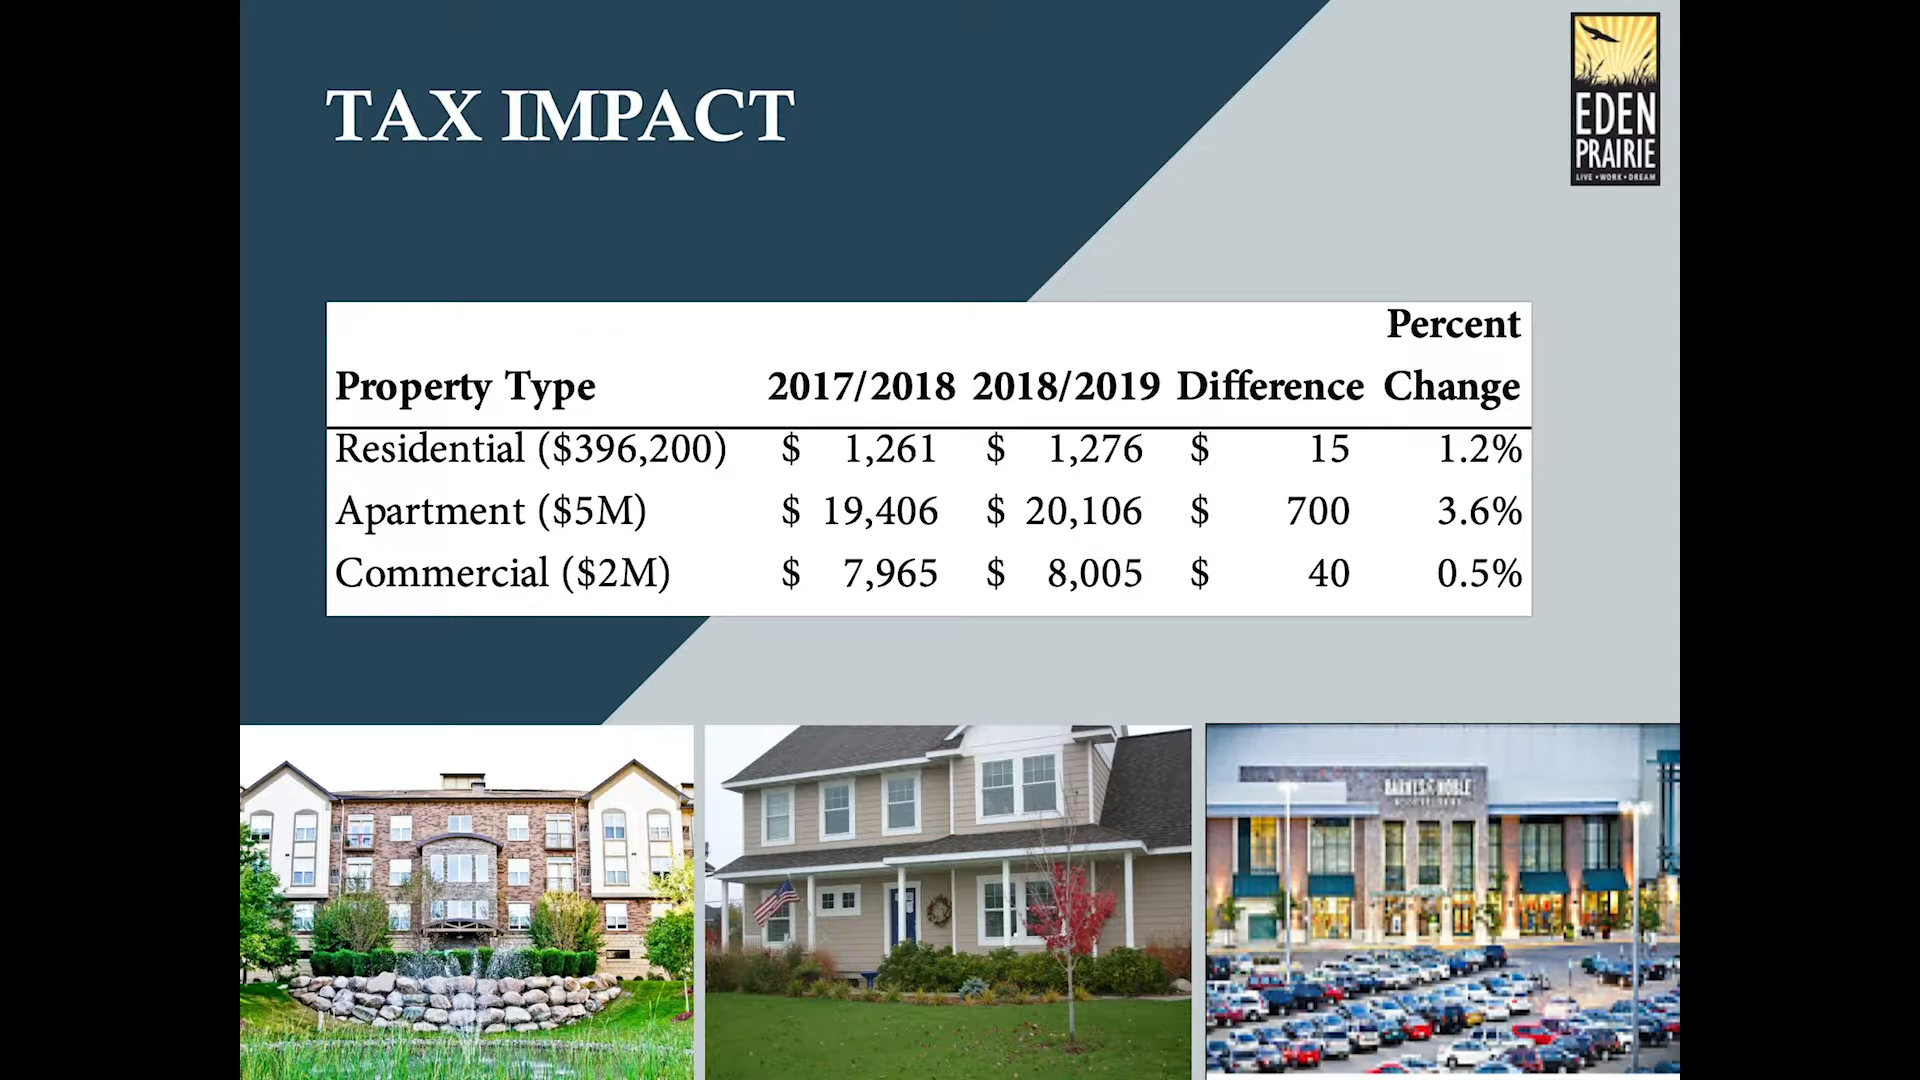 TAX IMPACT
EDEN
PRAIRIE
LIVE • WORK • DREAM
Percent
Property Type 2017/2018 2018/2019 Difference Change
Residential ($396,200) $ 1,261 $ 1,276 $ 15 1.2%
Apartment ($5M) $ 19,406 $ 20,106 $ 700 3.6%
Commercial ($2M) $ 7,965 $ 8,005 $ 40 0.5%
BARNES & NOBLE